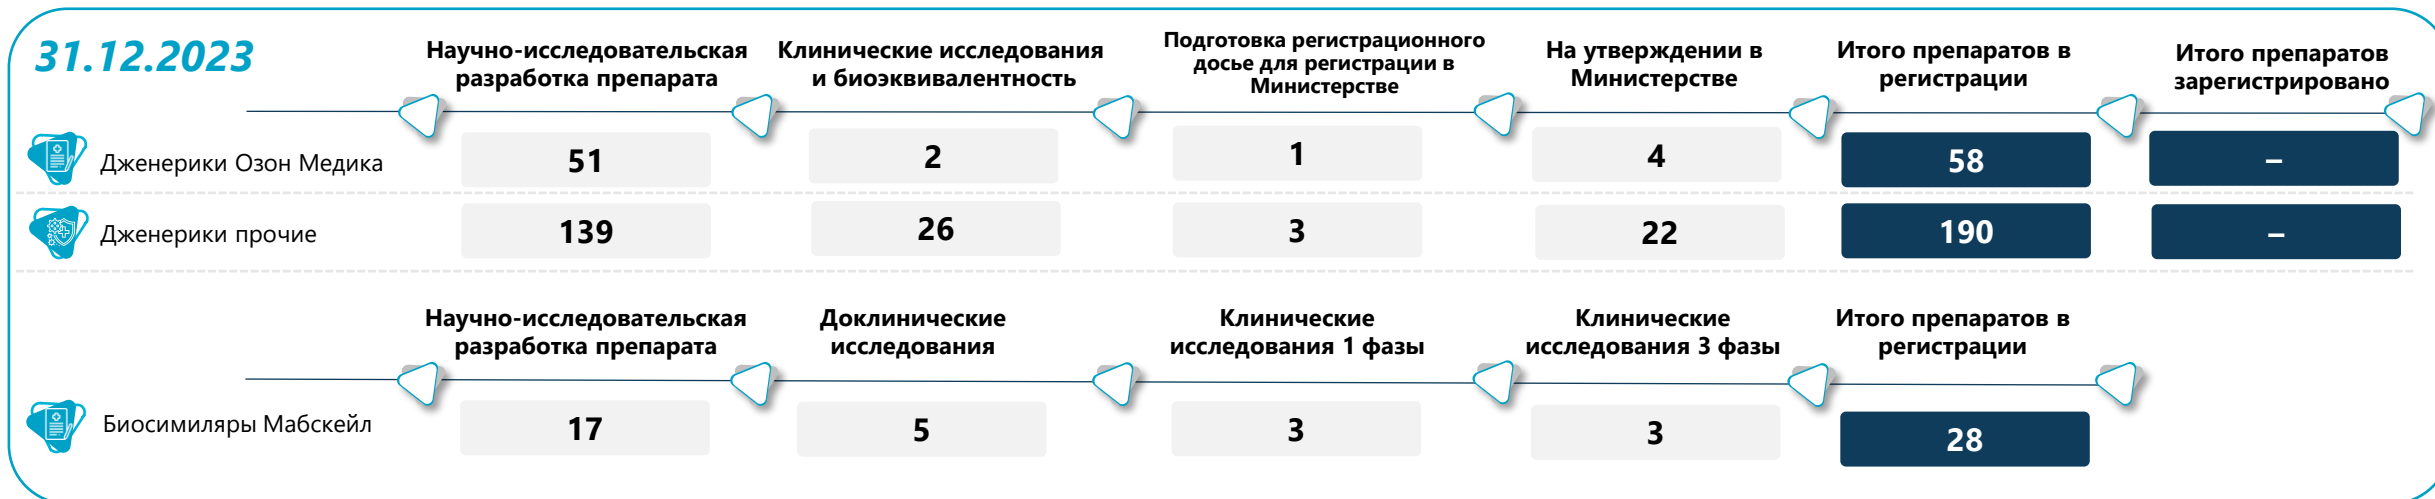 31.12.2023
Научно-исследовательская
разработка препарата
Клинические исследования
и биоэквивалентность
Подготовка регистрационного
досье для регистрации в
Министерстве
На утверждении в
Министерстве
Итого препаратов в
регистрации
Итого препаратов
зарегистрировано
Дженерики Озон Медика
51
2
1
4
58
–
Дженерики прочие
139
26
3
22
190
–
Научно-исследовательская
разработка препарата
Доклинические
исследования
Клинические
исследования 1 фазы
Клинические
исследования 3 фазы
Итого препаратов в
регистрации
Биосимиляры Мабскейл
17
5
3
3
28